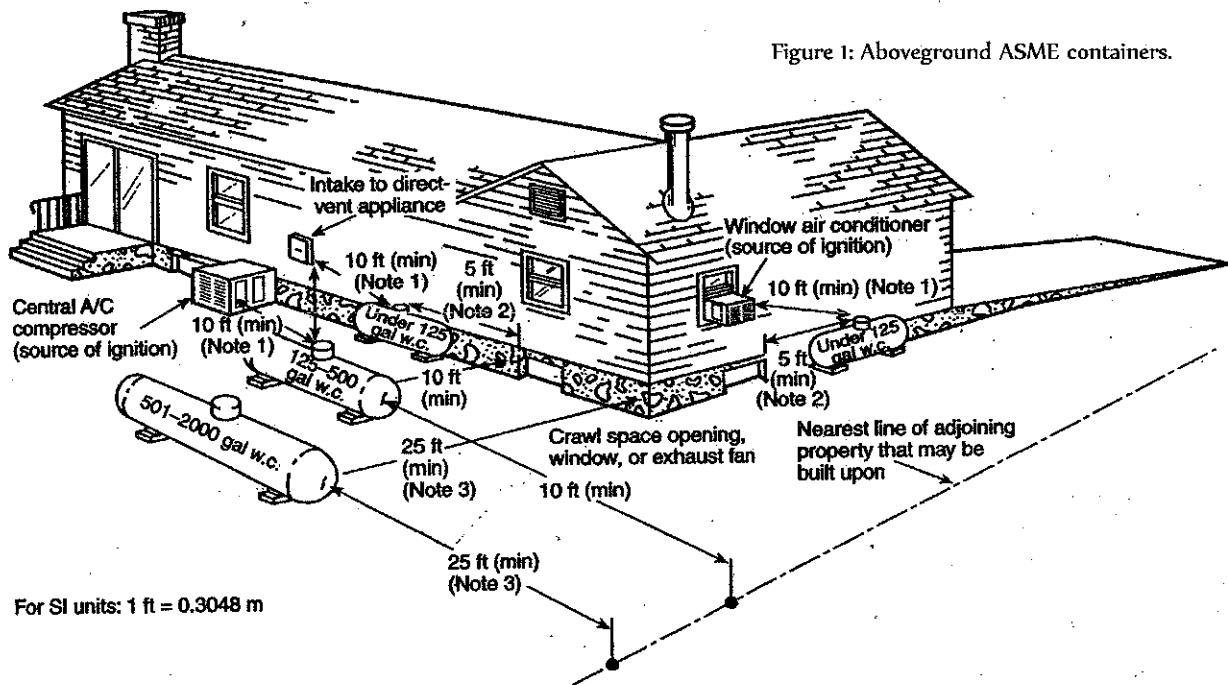 Figure 1: Aboveground ASME containers.
Intake to direct-
vent appliance
Window air conditioner
(source of ignition)
10 ft (min)
(Note 1)
5 ft
(min)
(Note 2)
10 ft (min) (Note 1)
Central A/C
compressor
(source of ignition)
10 ft (min)
(Note 1)
Under 125
gal w.c.
Under 125
gal w.c.
125–500
gal w.c.
10 ft
(min)
5 ft
(min)
(Note 2)
501–2000 gal w.c.
25 ft
(min)
(Note 3)
Crawl space opening,
window, or exhaust fan
10 ft (min)
Nearest line of adjoining
property that may be
built upon
25 ft (min)
(Note 3)
For SI units: 1 ft = 0.3048 m